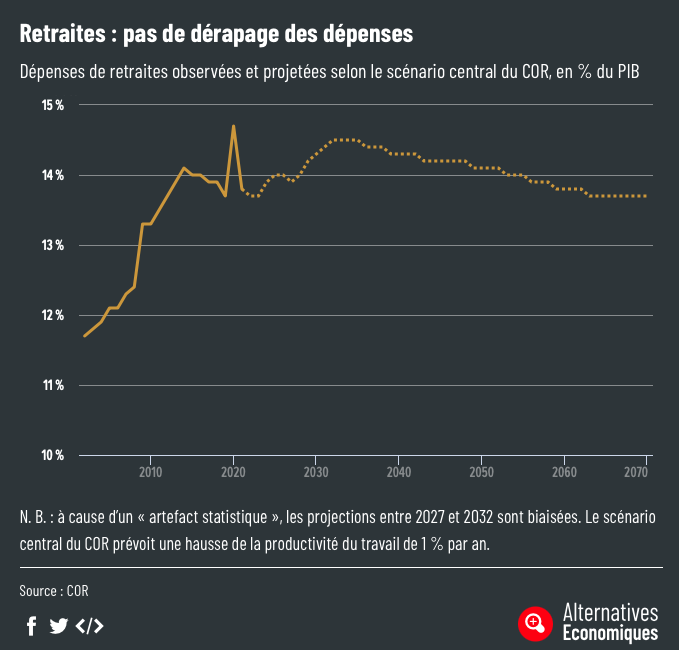 Retraites : pas de dérapage des dépenses
Dépenses de retraites observées et projetées selon le scénario central du COR, en % du PIB
15 %
14 %
13 %
12 %
11 %
10 %
2010 2020 2030 2040 2050 2060 2070
N. B. : à cause d’un « artefact statistique », les projections entre 2027 et 2032 sont biaisées. Le scénario
central du COR prévoit une hausse de la productivité du travail de 1 % par an.
Source : COR
Alternatives
Economiques